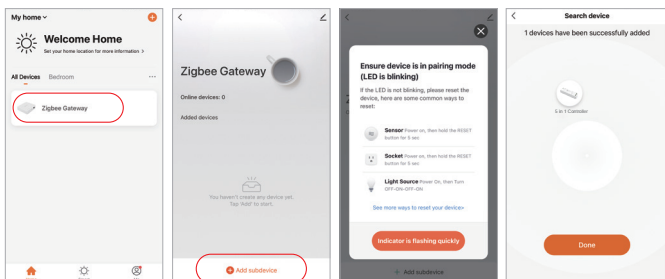 My home
Welcome Home
Set your home location for more information >
All Devices Bedroom ...
Zigbee Gateway
Zigbee Gateway
Online devices: 0
Added devices
You haven't create any device yet.
Tap 'Add' to start.
Add subdevice
Ensure device is in pairing mode
(LED is blinking)
If the LED is not blinking, please reset the
device, here are some common ways to
reset:
Sensor Power on, then hold the RESET
button for 5 sec
Socket Power on, then hold the RESET
button for 5 sec
Light Source Power On, then Turn
OFF-ON-OFF-ON
See more ways to reset your device>
Indicator is flashing quickly
+ Add subdevice
Search device
1 devices have been successfully added
5 in 1 Controller
Done